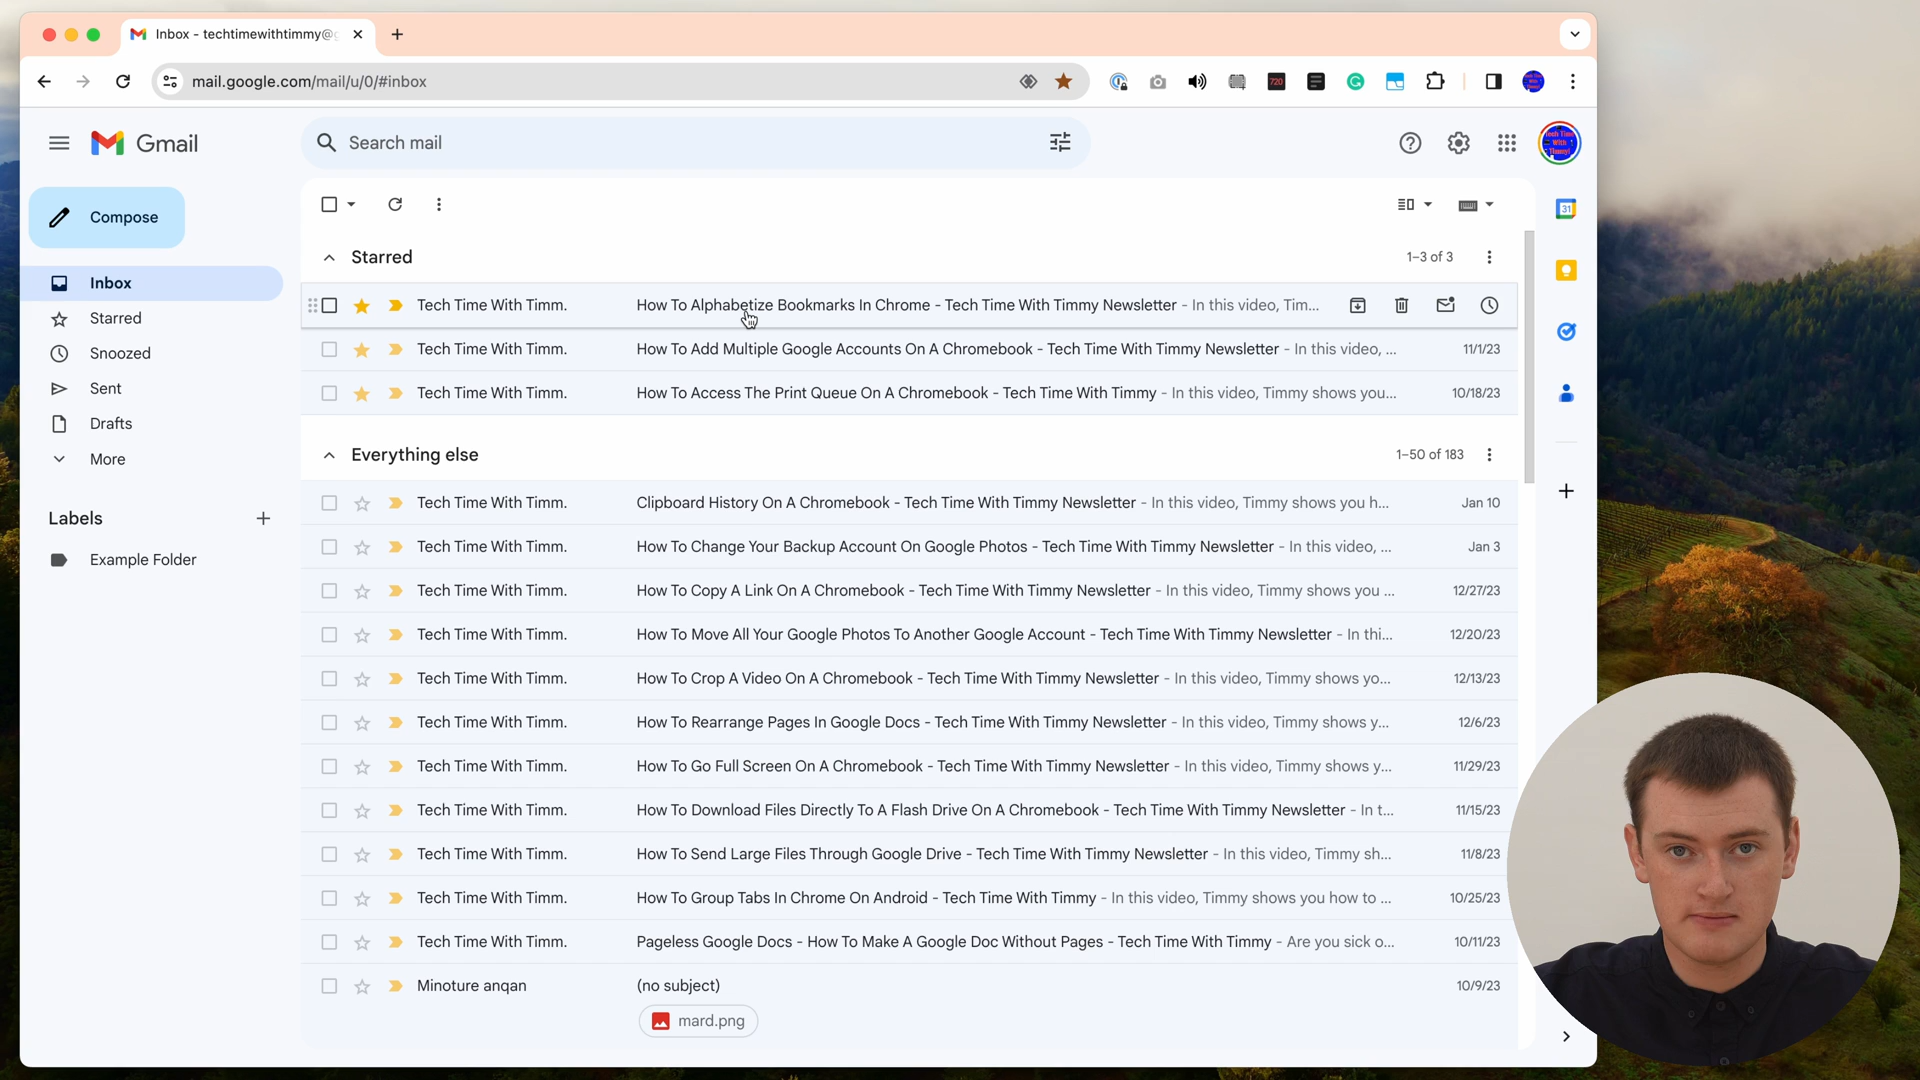 Inbox - techtimewithtimmy@
mail.google.com/mail/u/0/#inbox
720
Gmail
Search mail
Tech Time With Timmy!
Compose
31
Starred
1–3 of 3
Inbox
Tech Time With Timm. How To Alphabetize Bookmarks In Chrome - Tech Time With Timmy Newsletter - In this video, Tim...
Starred
Tech Time With Timm. How To Add Multiple Google Accounts On A Chromebook - Tech Time With Timmy Newsletter - In this video, ... 11/1/23
Snoozed
Sent
Tech Time With Timm. How To Access The Print Queue On A Chromebook - Tech Time With Timmy - In this video, Timmy shows you... 10/18/23
Drafts
More
Everything else
1–50 of 183
Tech Time With Timm. Clipboard History On A Chromebook - Tech Time With Timmy Newsletter - In this video, Timmy shows you h... Jan 10
Labels
Tech Time With Timm. How To Change Your Backup Account On Google Photos - Tech Time With Timmy Newsletter - In this video, ... Jan 3
Example Folder
Tech Time With Timm. How To Copy A Link On A Chromebook - Tech Time With Timmy Newsletter - In this video, Timmy shows you ... 12/27/23
Tech Time With Timm. How To Move All Your Google Photos To Another Google Account - Tech Time With Timmy Newsletter - In thi... 12/20/23
Tech Time With Timm. How To Crop A Video On A Chromebook - Tech Time With Timmy Newsletter - In this video, Timmy shows yo... 12/13/23
Tech Time With Timm. How To Rearrange Pages In Google Docs - Tech Time With Timmy Newsletter - In this video, Timmy shows y... 12/6/23
Tech Time With Timm. How To Go Full Screen On A Chromebook - Tech Time With Timmy Newsletter - In this video, Timmy shows y... 11/29/23
Tech Time With Timm. How To Download Files Directly To A Flash Drive On A Chromebook - Tech Time With Timmy Newsletter - In t... 11/15/23
Tech Time With Timm. How To Send Large Files Through Google Drive - Tech Time With Timmy Newsletter - In this video, Timmy sh... 11/8/23
Tech Time With Timm. How To Group Tabs In Chrome On Android - Tech Time With Timmy - In this video, Timmy shows you how to ... 10/25/23
Tech Time With Timm. Pageless Google Docs - How To Make A Google Doc Without Pages - Tech Time With Timmy - Are you sick o... 10/11/23
Minoture anqan (no subject) 10/9/23
mard.png